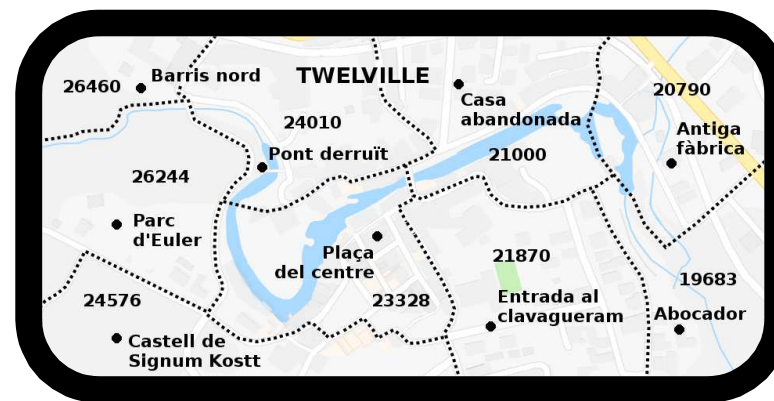 TWELVILLE
26460
Barris nord
Casa
abandonada
20790
24010
Antiga
fàbrica
Pont derruït
21000
26244
Parc
d'Euler
Plaça
del centre
21870
19683
24576
23328
Entrada al
clavagueram
Abocador
Castell de
Signum Kostt